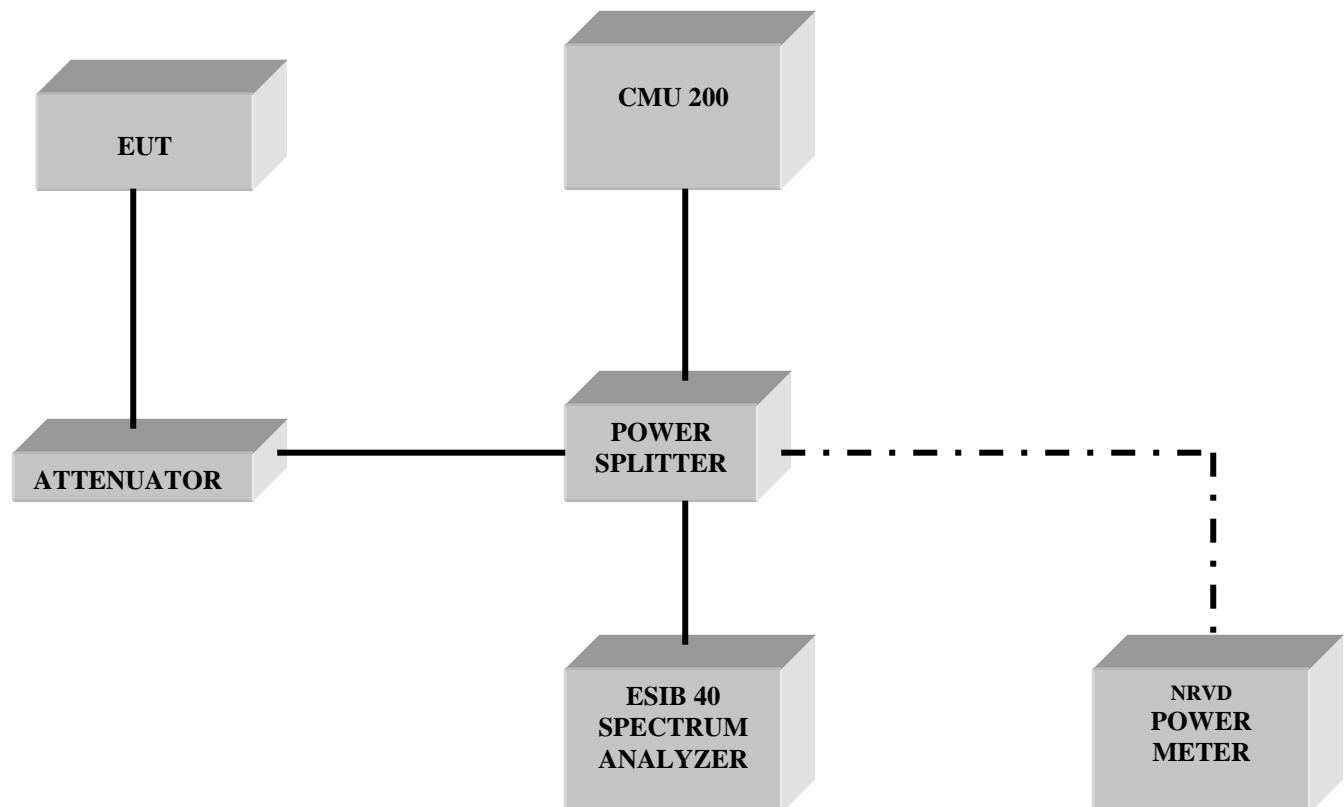 CMU 200
EUT
POWER
SPLITTER
ATTENUATOR
ESIB 40
SPECTRUM
ANALYZER
NRVD
POWER
METER